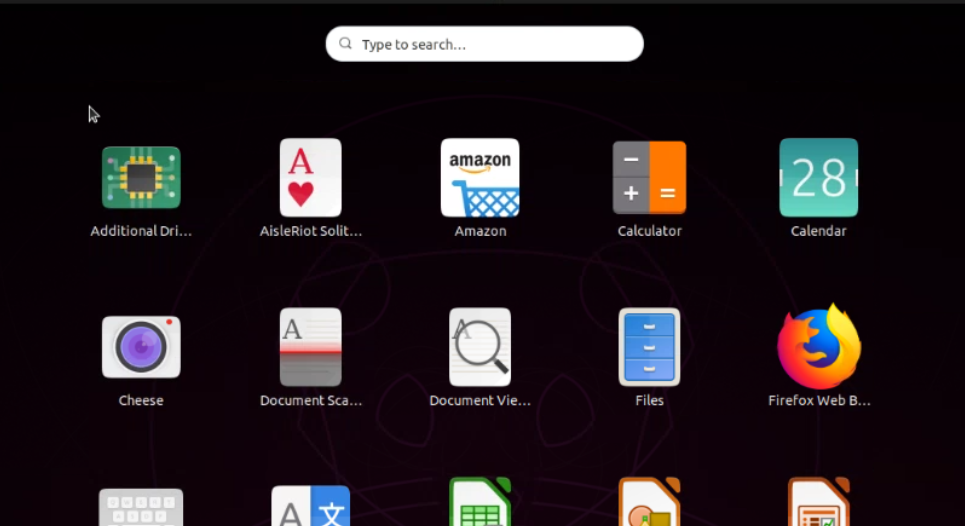 Type to search...
A
amazon
28
Additional Dri...
AisleRiot Solit...
Amazon
Calculator
Calendar
A
A
Cheese
Document Sca...
Document Vie...
Files
Firefox Web B...
A 文